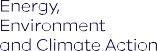 Energy,
Environment
and Climate Action